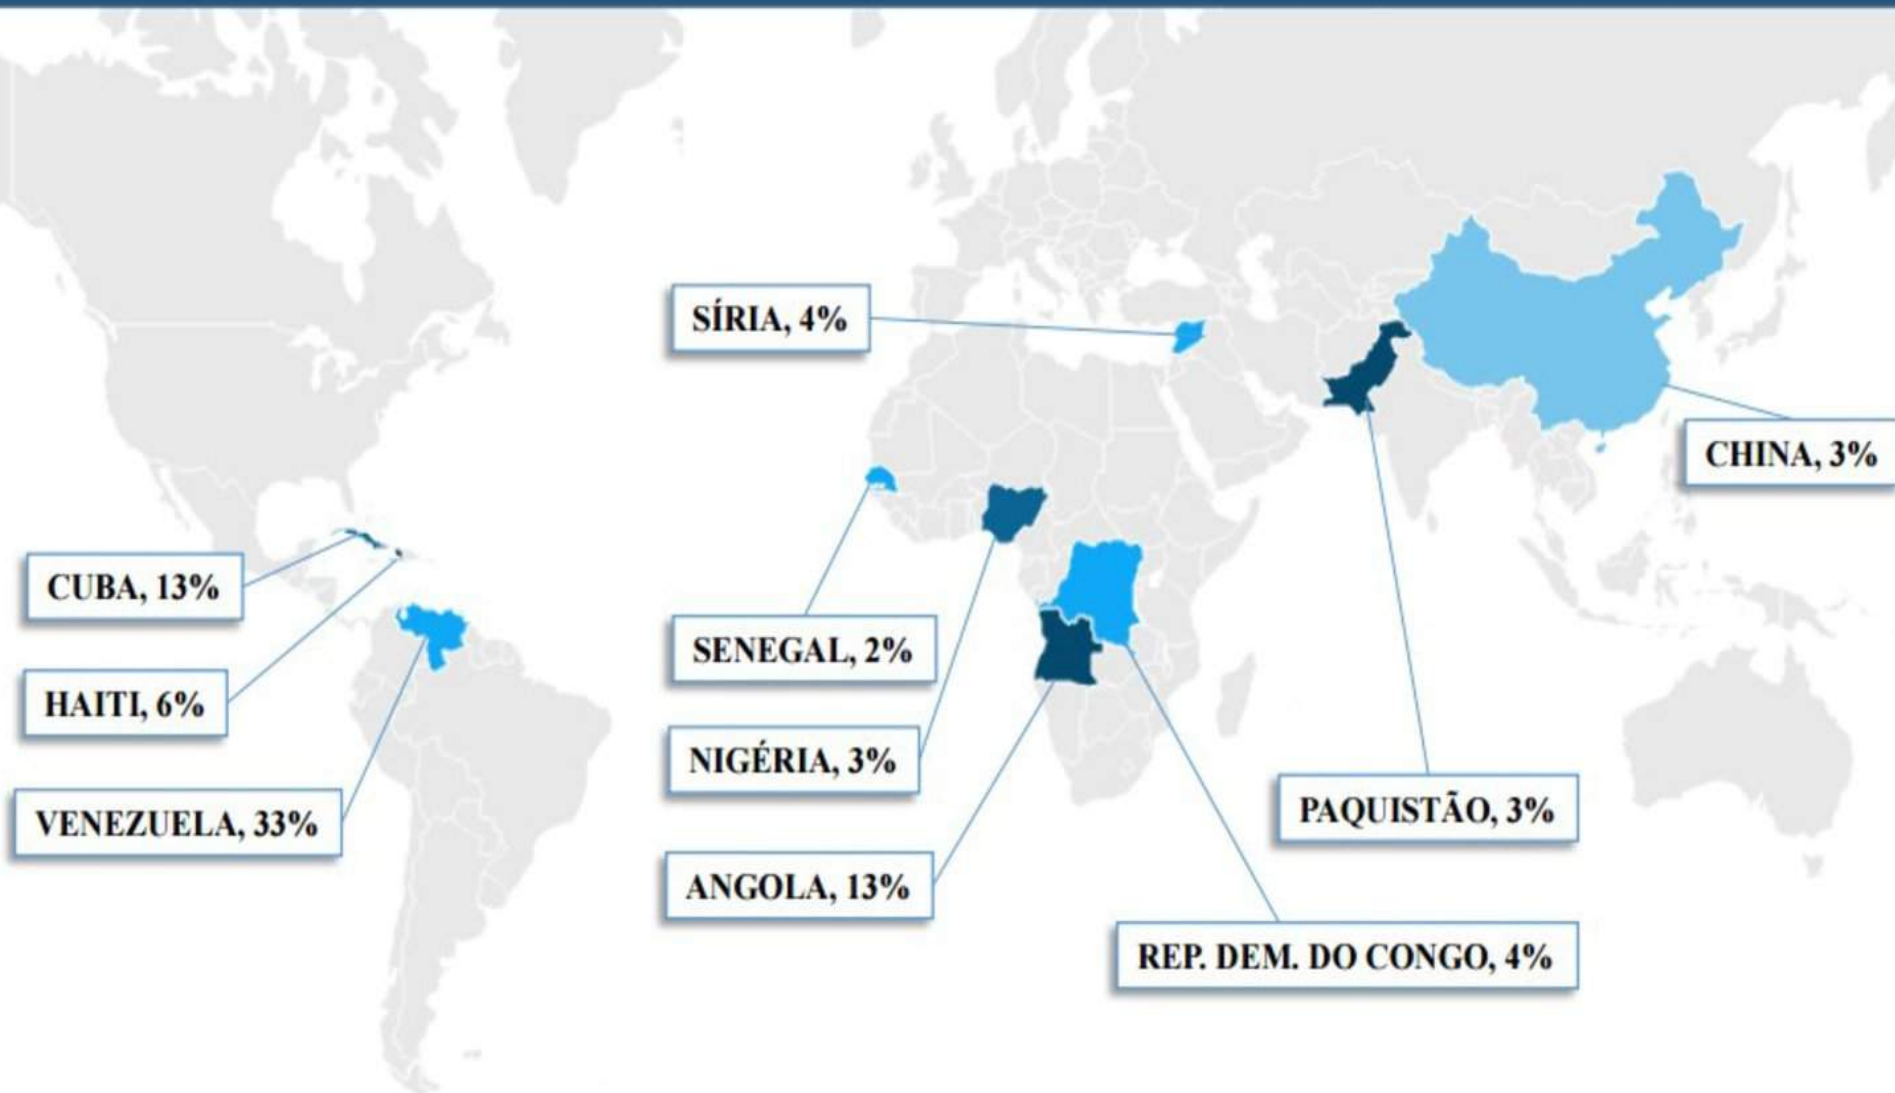 SÍRIA, 4%
CHINA, 3%
CUBA, 13%
SENEGAL, 2%
HAITI, 6%
NIGÉRIA, 3%
PAQUISTÃO, 3%
VENEZUELA, 33%
ANGOLA, 13%
REP. DEM. DO CONGO, 4%